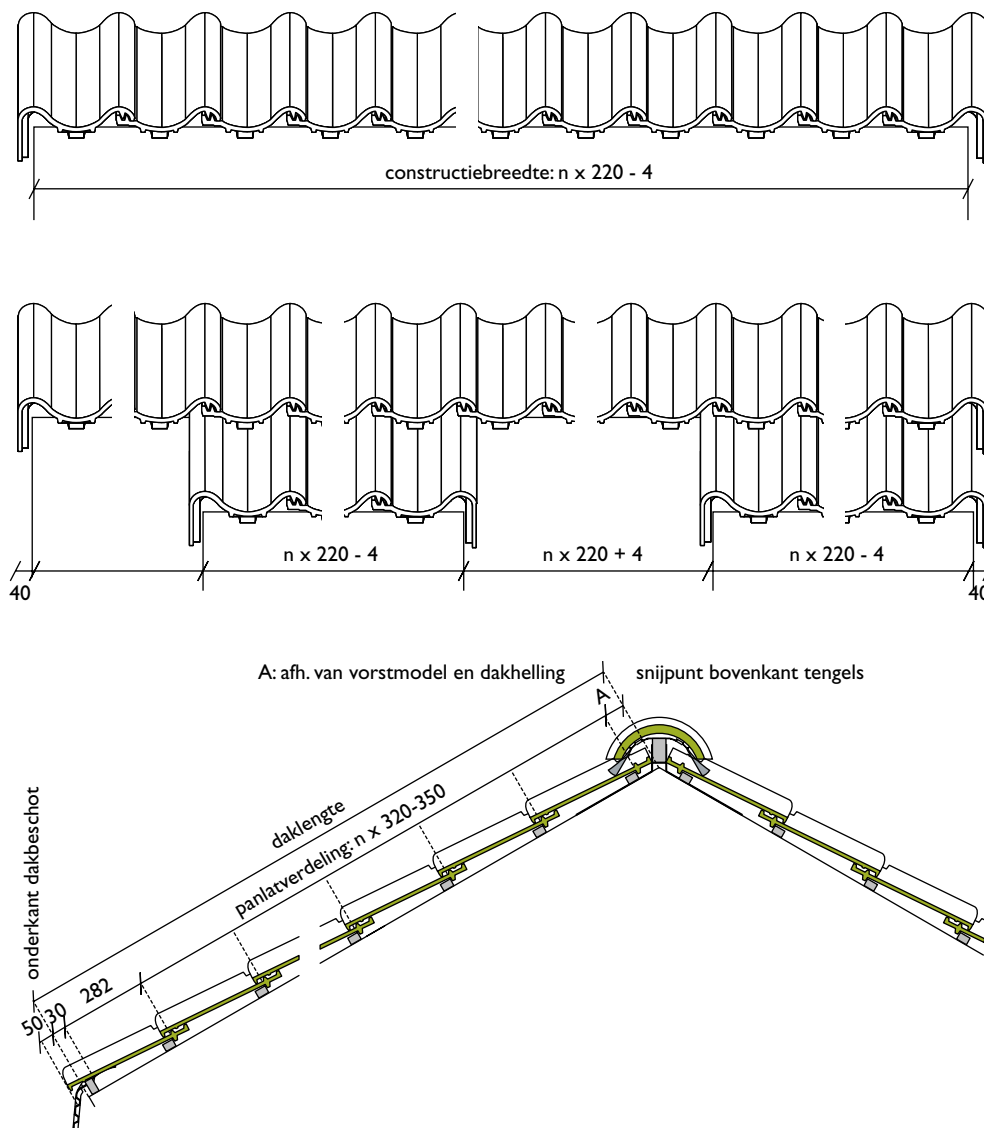 constructiebreedte: n x 220 - 4
n x 220 - 4
n x 220 + 4
n x 220 - 4
40
40
A: afh. van vorstmodel en dakhelling
snijpunt bovenkant tengels
A
daklengte
panlatverdeling: n x 320-350
onderkant dakbeschot
50
30
282